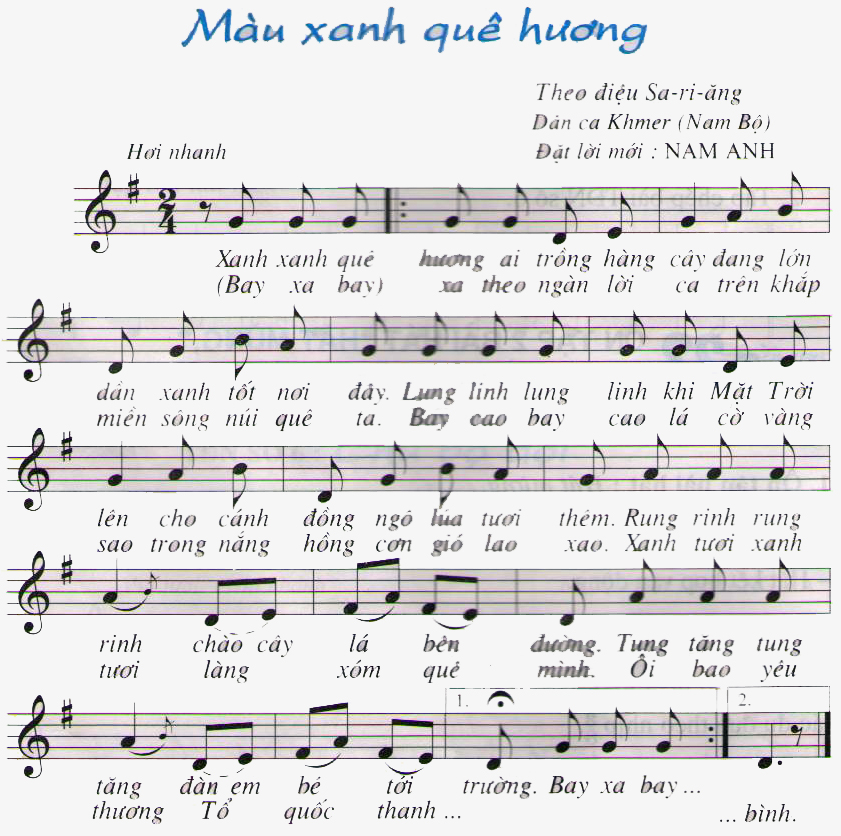 Màu xanh quê hương
Theo điệu Sa-ri-ăng
Dân ca Khmer (Nam Bộ)
Hơi nhanh
Đặt lời mới : NAM ANH
2
4
Xanh xanh quê hương ai trồng hàng cây đang lớn
(Bay xa bay) xa theo ngàn lời ca trên khắp
dần xanh tốt nơi đây. Lung linh lung linh khi Mặt Trời
miền sông núi quê ta. Bay cao bay cao lá cờ vàng
lên cho cánh đồng ngô lúa tươi thêm. Rung rinh rung
sao trong nắng hồng cơn gió lao xao. Xanh tươi xanh
rinh chào cây lá bên đường. Tung tăng tung
tươi làng xóm quê mình. Ôi bao yêu
1. 2.
tăng đàn em bé tới trường. Bay xa bay ...
thương Tổ quốc thanh ... ... bình.